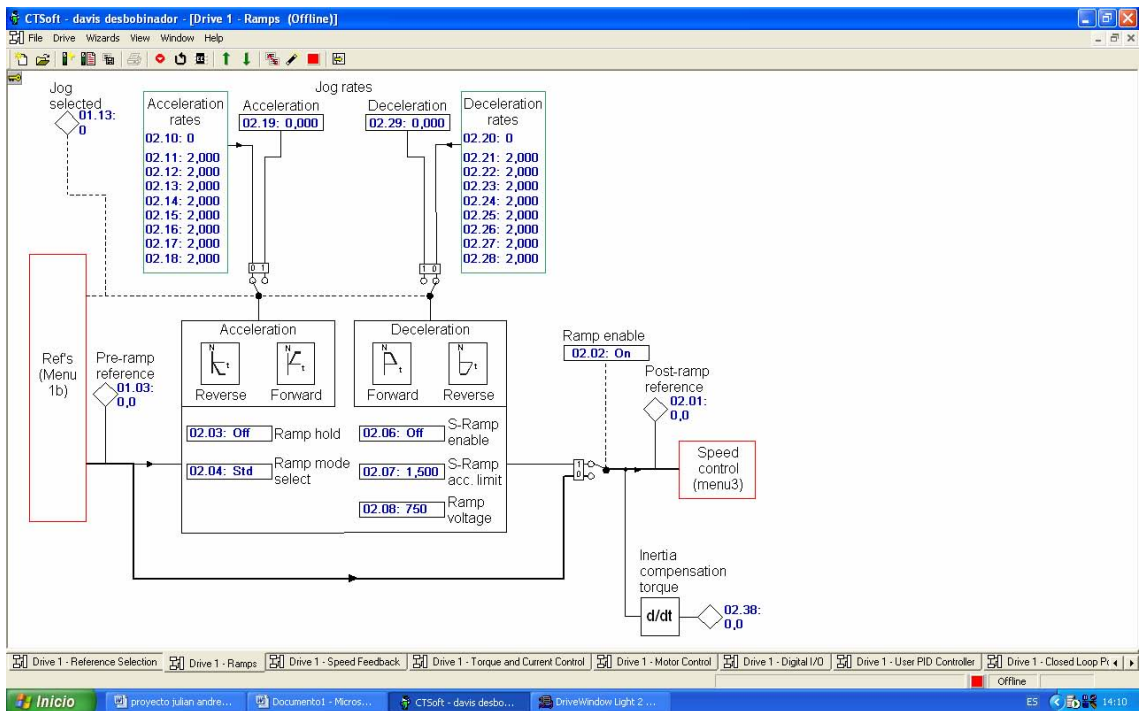 CTSoft - davis desbobinador - [Drive 1 - Ramps (Offline)]
File Drive Wizards View Window Help
Jog
selected
01.13:
0
Jog rates
Acceleration
rates
02.10: 0
02.11: 2,000
02.12: 2,000
02.13: 2,000
02.14: 2,000
02.15: 2,000
02.16: 2,000
02.17: 2,000
02.18: 2,000
Acceleration
02.19: 0,000
Deceleration
02.29: 0,000
Deceleration
rates
02.20: 0
02.21: 2,000
02.22: 2,000
02.23: 2,000
02.24: 2,000
02.25: 2,000
02.26: 2,000
02.27: 2,000
02.28: 2,000
0 1
1 0
Ref's
(Menu
1b)
Pre-ramp
reference
01.03:
0,0
Acceleration
N
t
N
t
Reverse Forward
Deceleration
N
t
N
t
Forward Reverse
02.03: Off Ramp hold
02.04: Std Ramp mode
select
02.06: Off S-Ramp
enable
02.07: 1,500 S-Ramp
acc. limit
02.08: 750 Ramp
voltage
Ramp enable
02.02: On
1
0
Post-ramp
reference
02.01:
0,0
Speed
control
(menu3)
Inertia
compensation
torque
d/dt
02.38:
0,0
Drive 1 - Reference Selection Drive 1 - Ramps Drive 1 - Speed Feedback Drive 1 - Torque and Current Control Drive 1 - Motor Control Drive 1 - Digital I/O Drive 1 - User PID Controller Drive 1 - Closed Loop
Offline
Inicio proyecto julian andre... Documento1 - Micros... CTSoft - davis desbo... DriveWindow Light 2 ... ES 14:10